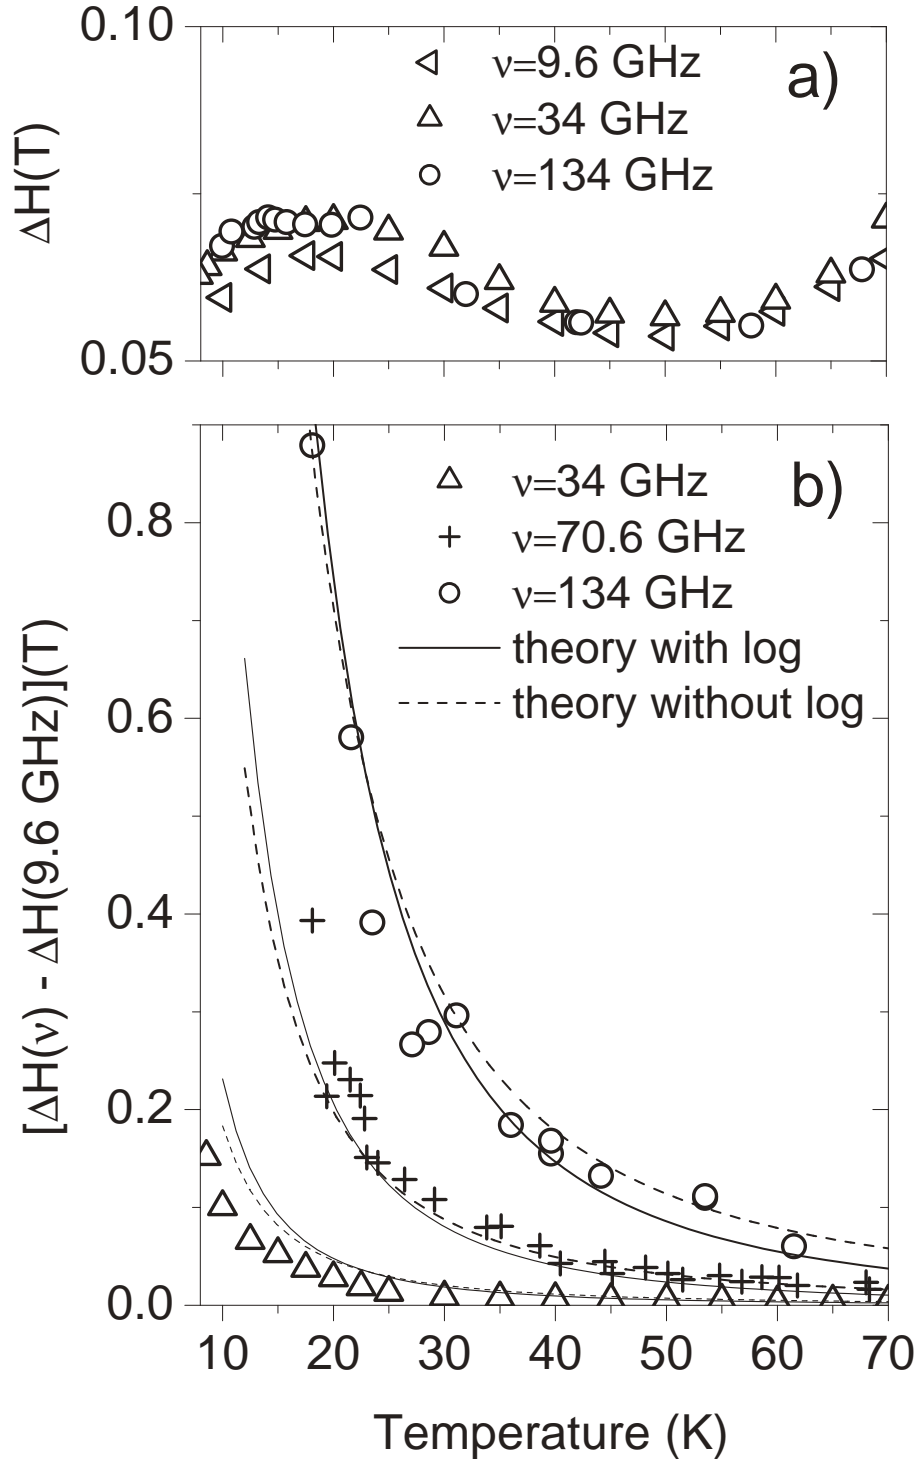 0.10
ν=9.6 GHz
a)
ν=34 GHz
ν=134 GHz
ΔH(T)
0.05
ν=34 GHz
b)
ν=70.6 GHz
ν=134 GHz
theory with log
theory without log
0.8
0.6
0.4
0.2
0.0
[ΔH(ν) - ΔH(9.6 GHz)](T)
10 20 30 40 50 60 70
Temperature (K)